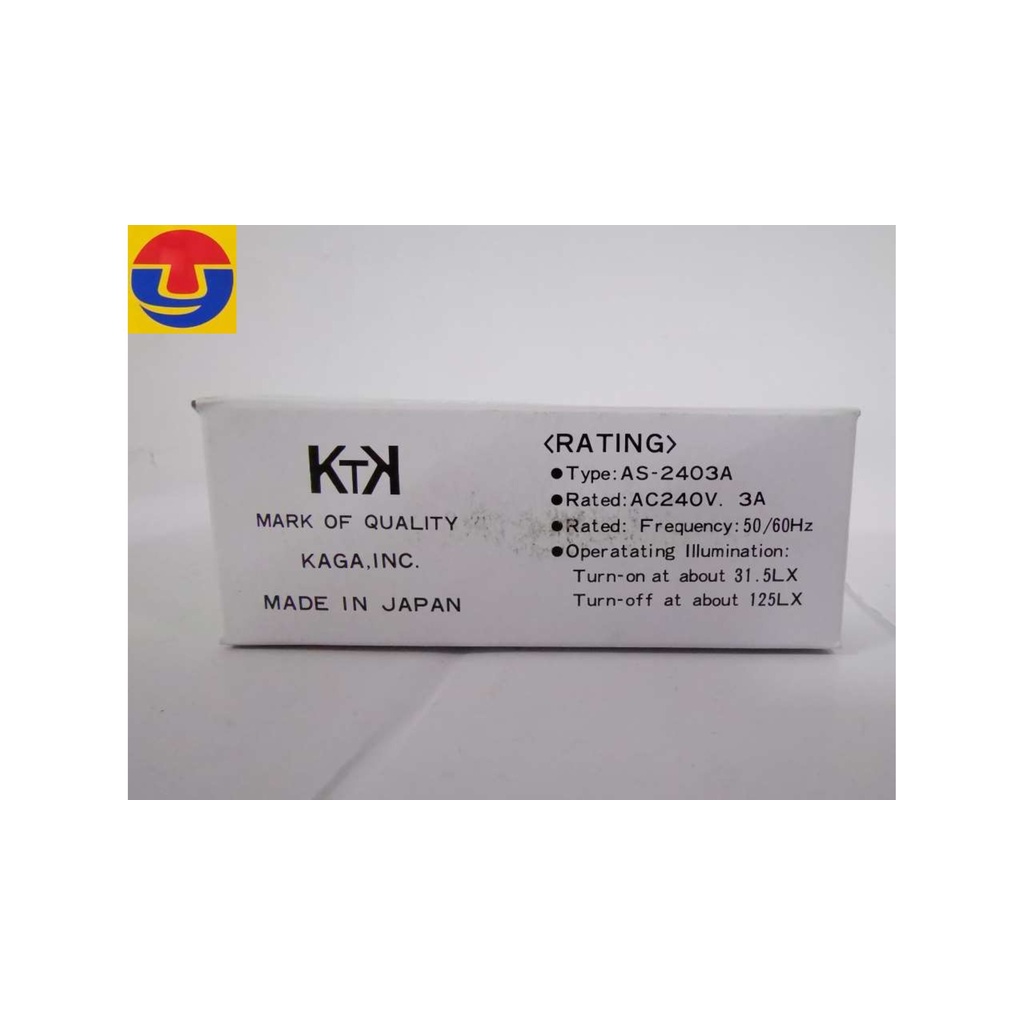 KTK
MARK OF QUALITY
KAGA,INC.
MADE IN JAPAN
<RATING>
●Type:AS-2403A
●Rated:AC240V. 3A
●Rated: Frequency:50/60Hz
●Operatating Illumination:
Turn-on at about 31.5LX
Turn-off at about 125LX